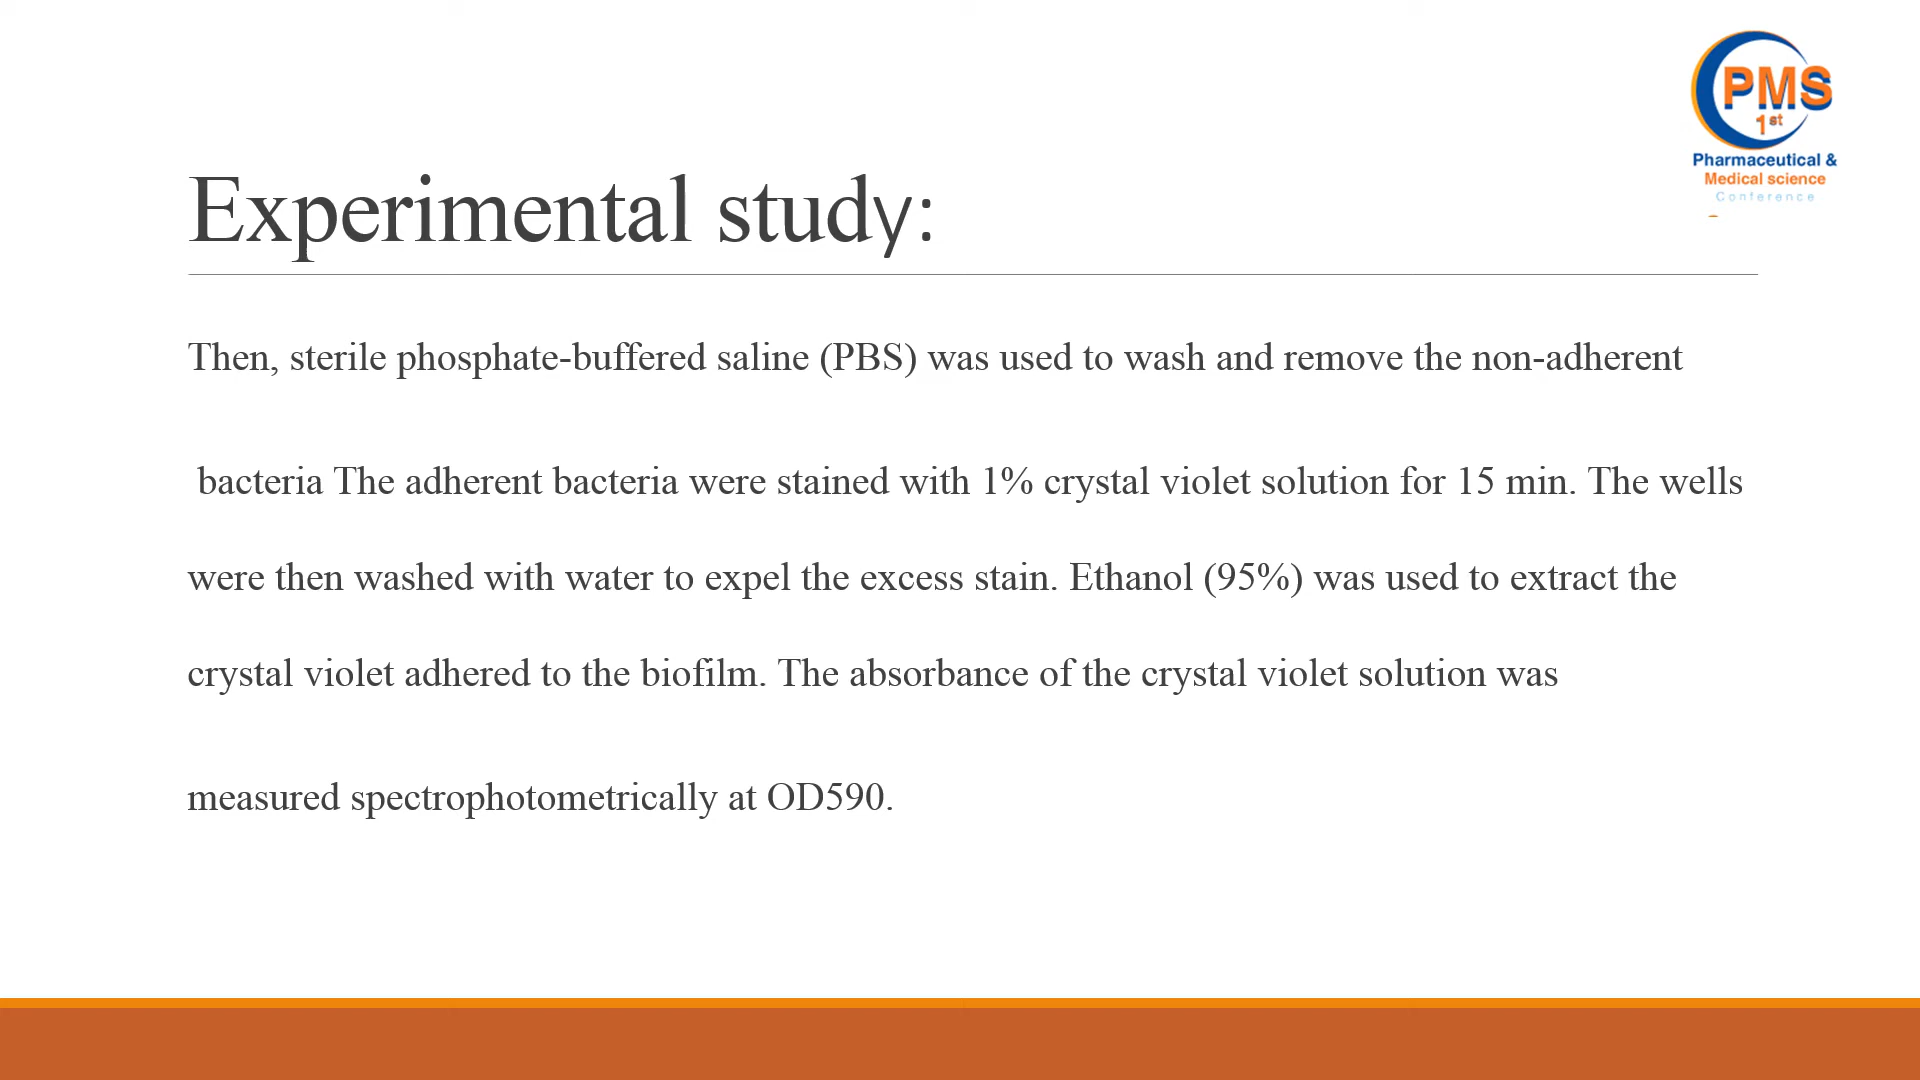 PMS
1st
Pharmaceutical &
Medical science
Conference
Experimental study:
Then, sterile phosphate-buffered saline (PBS) was used to wash and remove the non-adherent
bacteria The adherent bacteria were stained with 1% crystal violet solution for 15 min. The wells
were then washed with water to expel the excess stain. Ethanol (95%) was used to extract the
crystal violet adhered to the biofilm. The absorbance of the crystal violet solution was
measured spectrophotometrically at OD590.